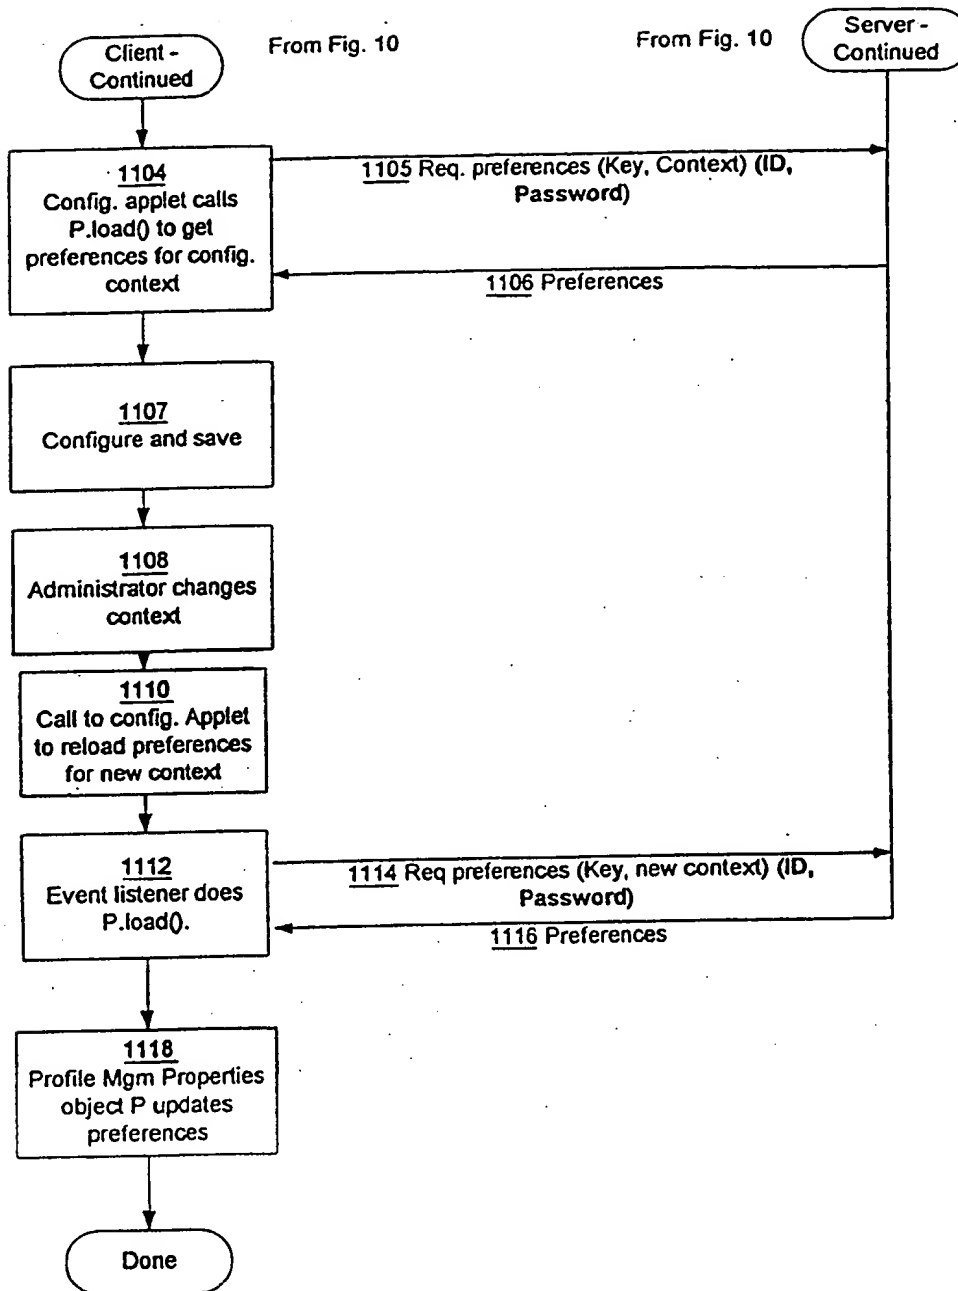 Client -
Continued
From Fig. 10
From Fig. 10
Server -
Continued
1104
Config. applet calls
P.load() to get
preferences for config.
context
1105 Req. preferences (Key, Context) (ID,
Password)
1106 Preferences
1107
Configure and save
1108
Administrator changes
context
1110
Call to config. Applet
to reload preferences
for new context
1112
Event listener does
P.load().
1114 Req preferences (Key, new context) (ID,
Password)
1116 Preferences
1118
Profile Mgm Properties
object P updates
preferences
Done